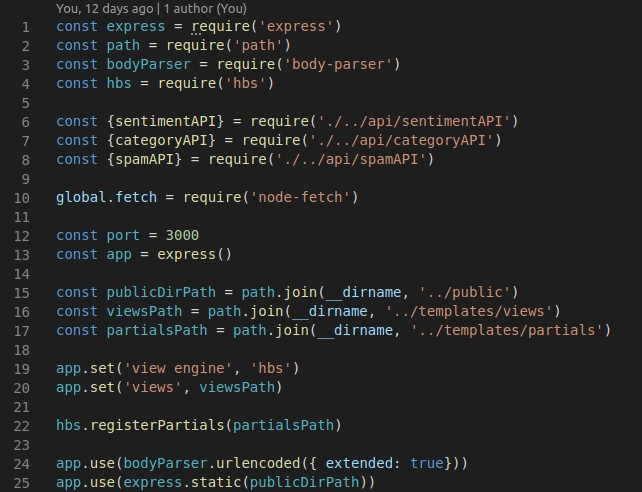 You, 12 days ago | 1 author (You)
1 const express = require('express')
2 const path = require('path')
3 const bodyParser = require('body-parser')
4 const hbs = require('hbs')
5
6 const {sentimentAPI} = require('./../api/sentimentAPI')
7 const {categoryAPI} = require('./../api/categoryAPI')
8 const {spamAPI} = require('./../api/spamAPI')
9
10 global.fetch = require('node-fetch')
11
12 const port = 3000
13 const app = express()
14
15 const publicDirPath = path.join(__dirname, '../public')
16 const viewsPath = path.join(__dirname, '../templates/views')
17 const partialsPath = path.join(__dirname, '../templates/partials')
18
19 app.set('view engine', 'hbs')
20 app.set('views', viewsPath)
21
22 hbs.registerPartials(partialsPath)
23
24 app.use(bodyParser.urlencoded({ extended: true}))
25 app.use(express.static(publicDirPath))